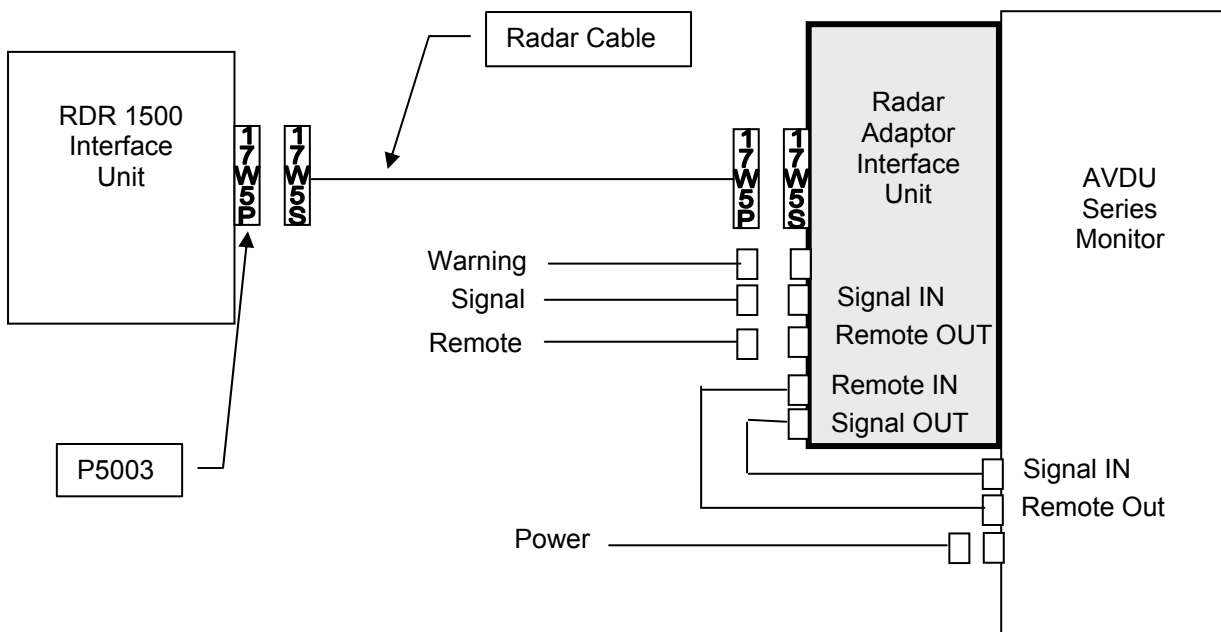 Radar Cable
RDR 1500
Interface
Unit
17W5P
17W5S
17W5P
17W5S
Radar
Adaptor
Interface
Unit
AVDU
Series
Monitor
Warning
Signal
Signal IN
Remote
Remote OUT
Remote IN
Signal OUT
P5003
Signal IN
Remote Out
Power